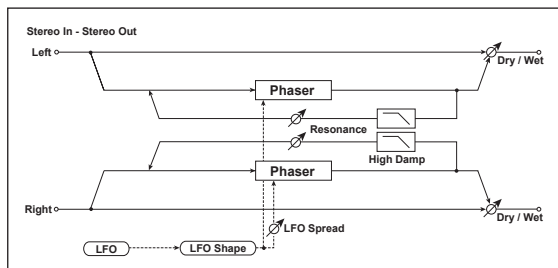 Stereo In - Stereo Out
Left
Dry / Wet
Phaser
Resonance
High Damp
Phaser
Right
LFO Spread
Dry / Wet
LFO
LFO Shape